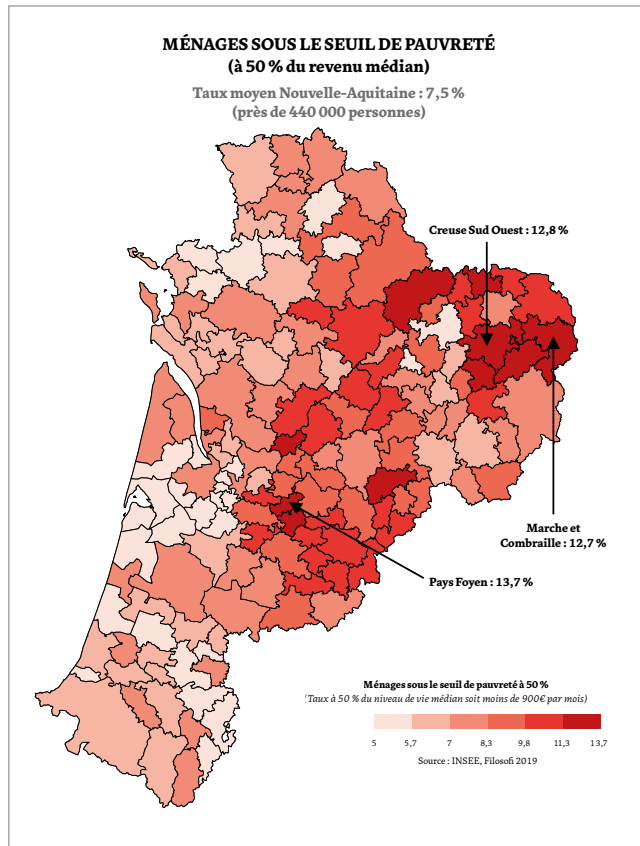 MÉNAGES SOUS LE SEUIL DE PAUVRETÉ
(à 50 % du revenu médian)
Taux moyen Nouvelle-Aquitaine : 7,5 %
(près de 440 000 personnes)
Creuse Sud Ouest : 12,8 %
Marche et
Combraille : 12,7 %
Pays Foyen : 13,7 %
Ménages sous le seuil de pauvreté à 50 %
(Taux à 50 % du niveau de vie médian soit moins de 900€ par mois)
5 5,7 7 8,3 9,8 11,3 13,7
Source : INSEE, Filosofi 2019